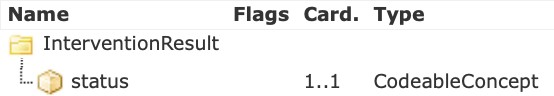 Name Flags Card. Type
InterventionResult
status 1..1 CodeableConcept